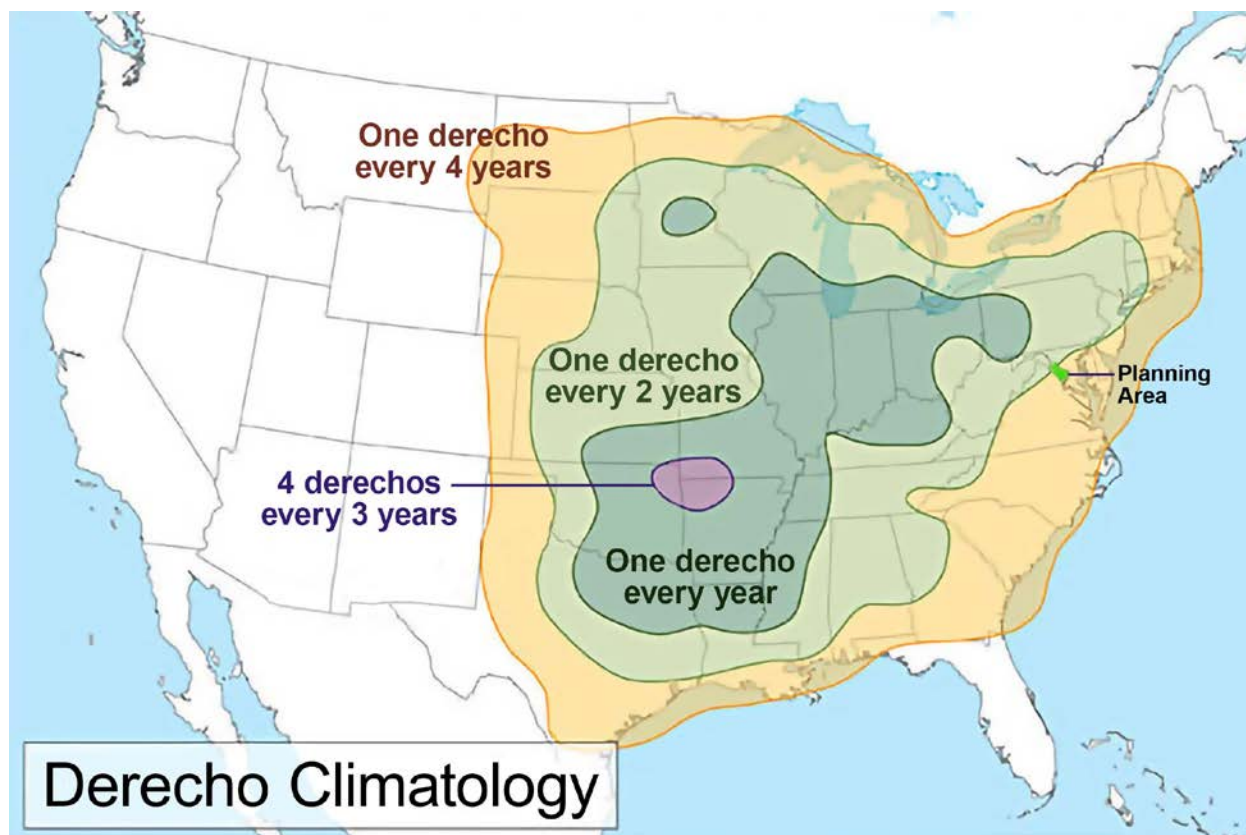 One derecho
every 4 years
One derecho
every 2 years
Planning
Area
4 derechos
every 3 years
One derecho
every year
Derecho Climatology